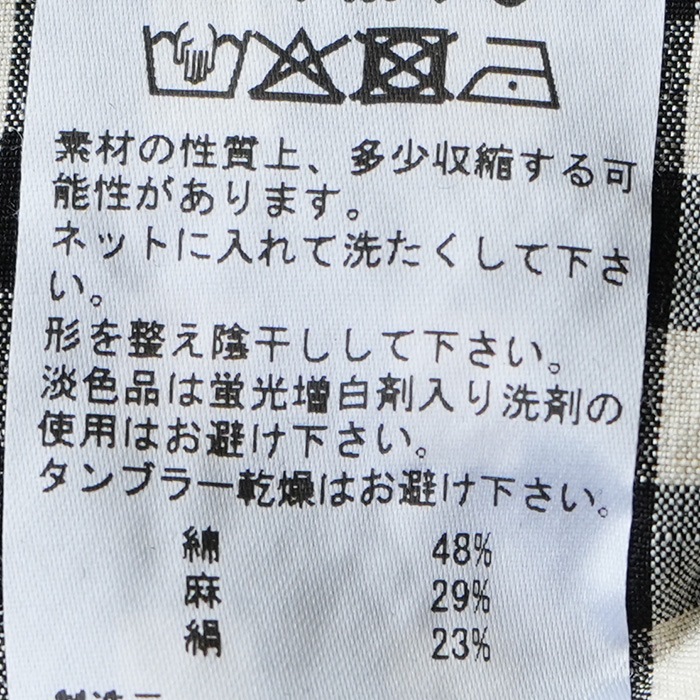 素材の性質上、多少収縮する可
能性があります。
ネットに入れて洗たくして下さ
い。
形を整え陰干しして下さい。
淡色品は蛍光増白剤入り洗剤の
使用はお避け下さい。
タンブラー乾燥はお避け下さい。
綿 48%
麻 29%
絹 23%